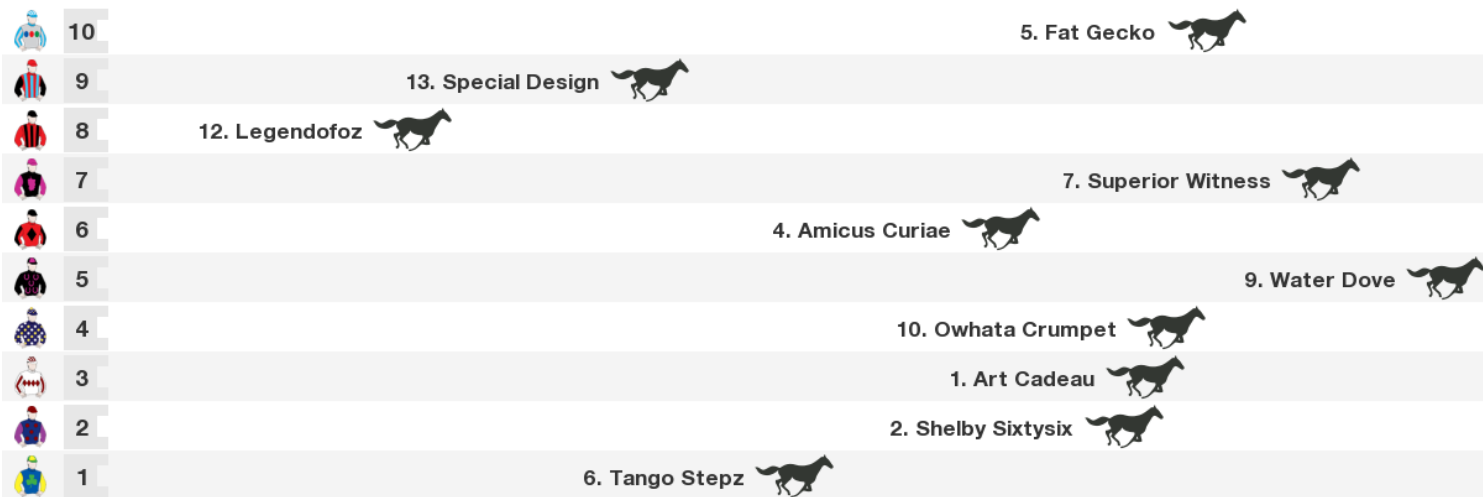 10 5. Fat Gecko
9 13. Special Design
8 12. Legendofoz
7 7. Superior Witness
6 4. Amicus Curiae
5 9. Water Dove
4 10. Owhata Crumpet
3 1. Art Cadeau
2 2. Shelby Sixtysix
1 6. Tango Stepz